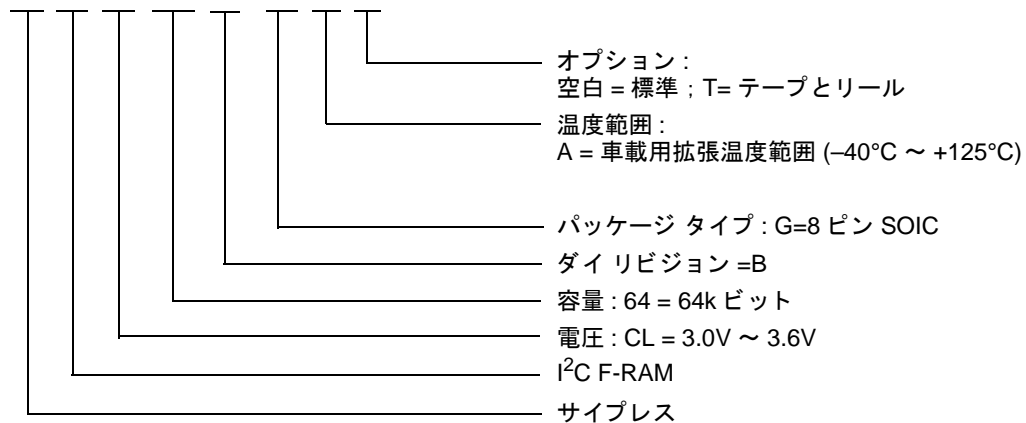 オプション :
空白 = 標準 ; T= テープとリール
温度範囲 :
A = 車載用拡張温度範囲 (–40°C ～ +125°C)
パッケージ タイプ : G=8 ピン SOIC
ダイ リビジョン =B
容量 : 64 = 64k ビット
電圧 : CL = 3.0V ～ 3.6V
I²C F-RAM
サイプレス